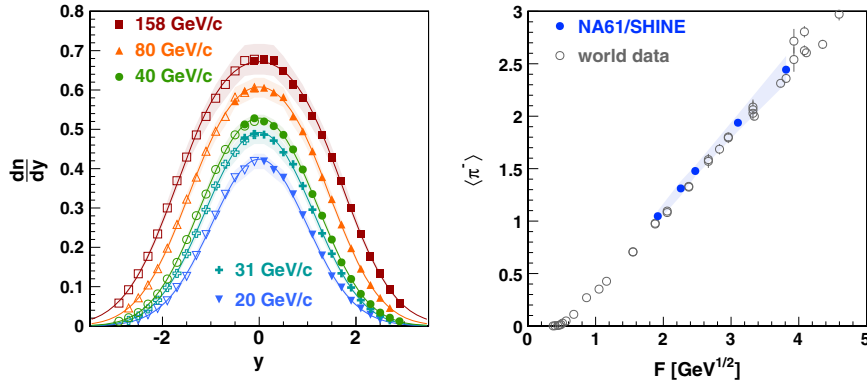 158 GeV/c
80 GeV/c
40 GeV/c
31 GeV/c
20 GeV/c
dn
dy
0.8
0.7
0.6
0.5
0.4
0.3
0.2
0.1
0
-2
0
2
y
NA61/SHINE
world data
⟨π⁻⟩
3
2.5
2
1.5
1
0.5
0
0
1
2
3
4
5
F [GeV^{1/2}]